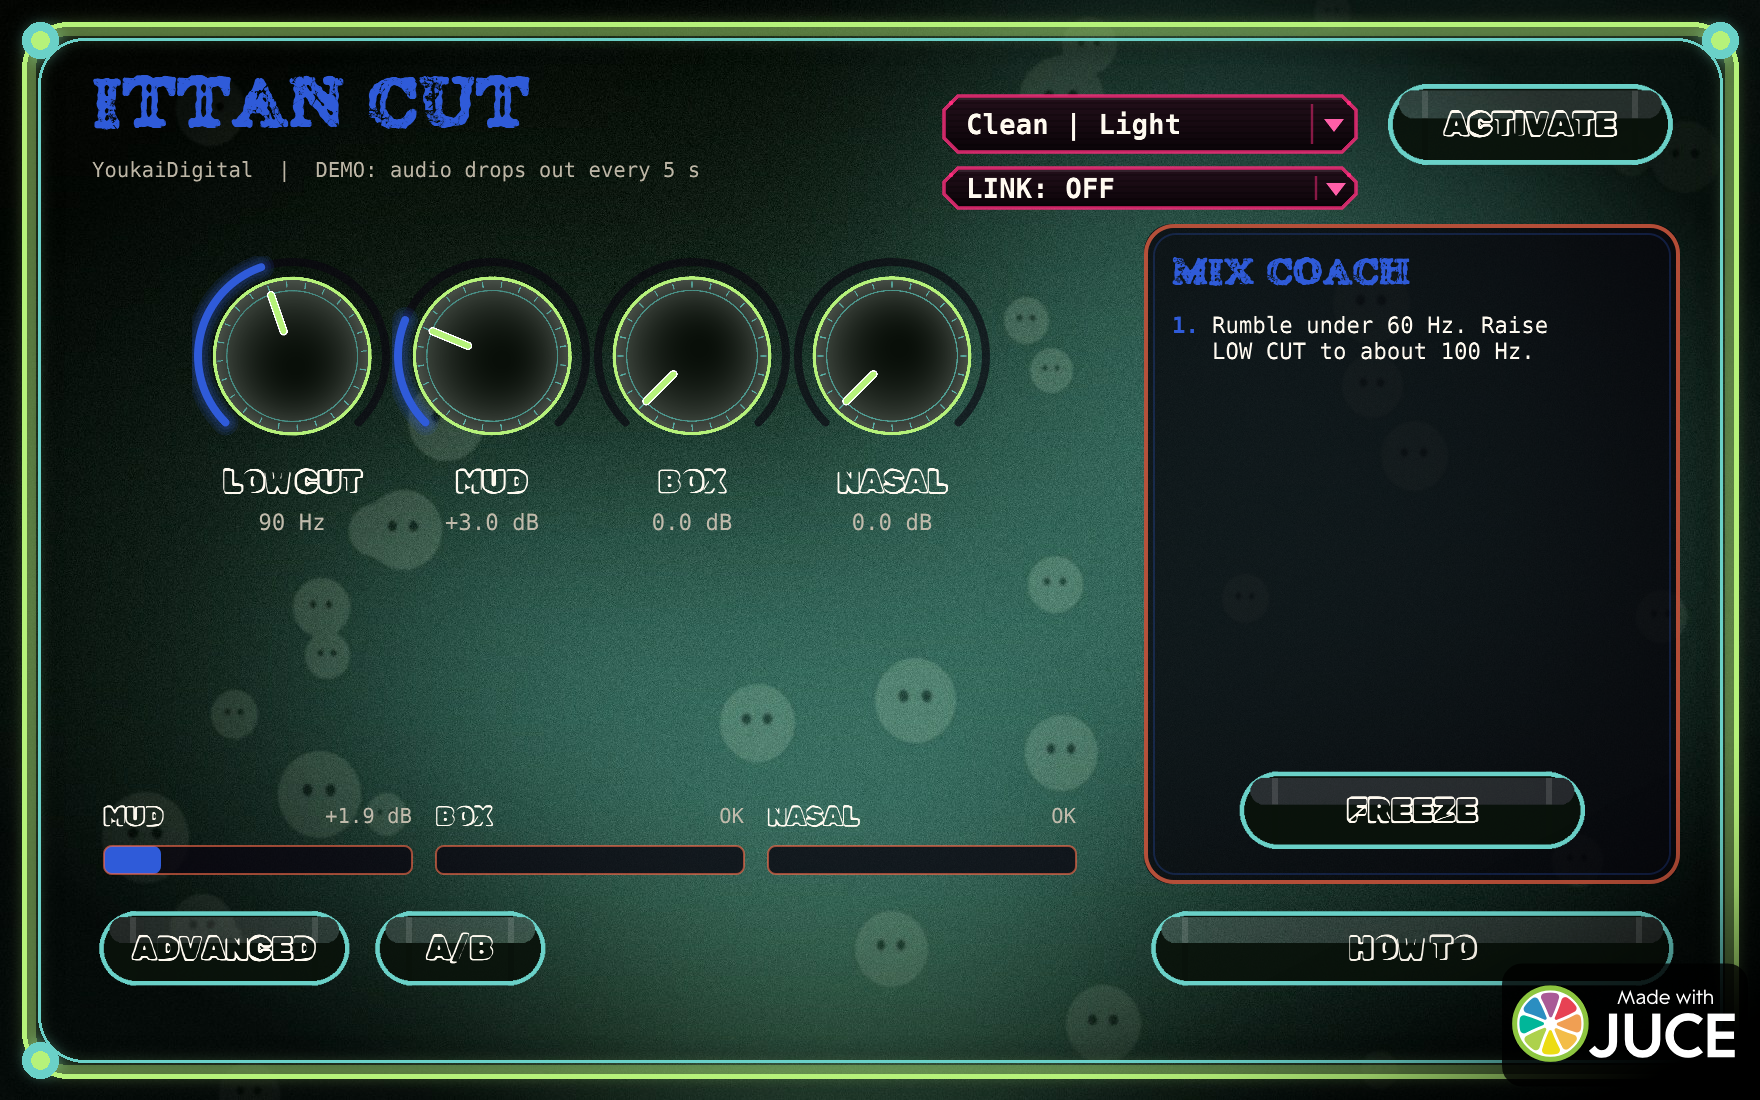 ITTAN CUT
YoukaiDigital | DEMO: audio drops out every 5 s
Clean | Light
LINK: OFF
ACTIVATE
LOW CUT
90 Hz
MUD
+3.0 dB
BOX
0.0 dB
NASAL
0.0 dB
MIX COACH
1. Rumble under 60 Hz. Raise
LOW CUT to about 100 Hz.
FREEZE
MUD +1.9 dB
BOX OK
NASAL OK
ADVANCED
A/B
HOW TO
Made with
JUCE